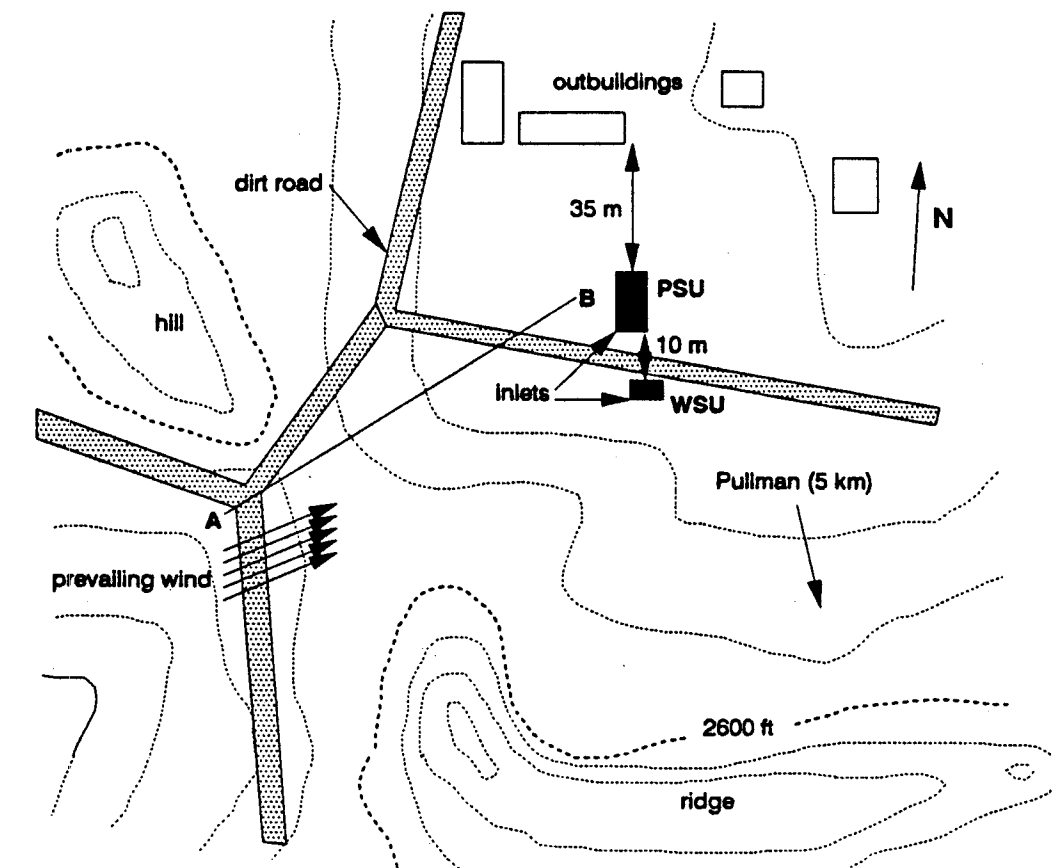 outbuildings
dirt road
35 m
N
B
PSU
hill
10 m
inlets
WSU
Pullman (5 km)
A
prevailing wind
2600 ft
ridge